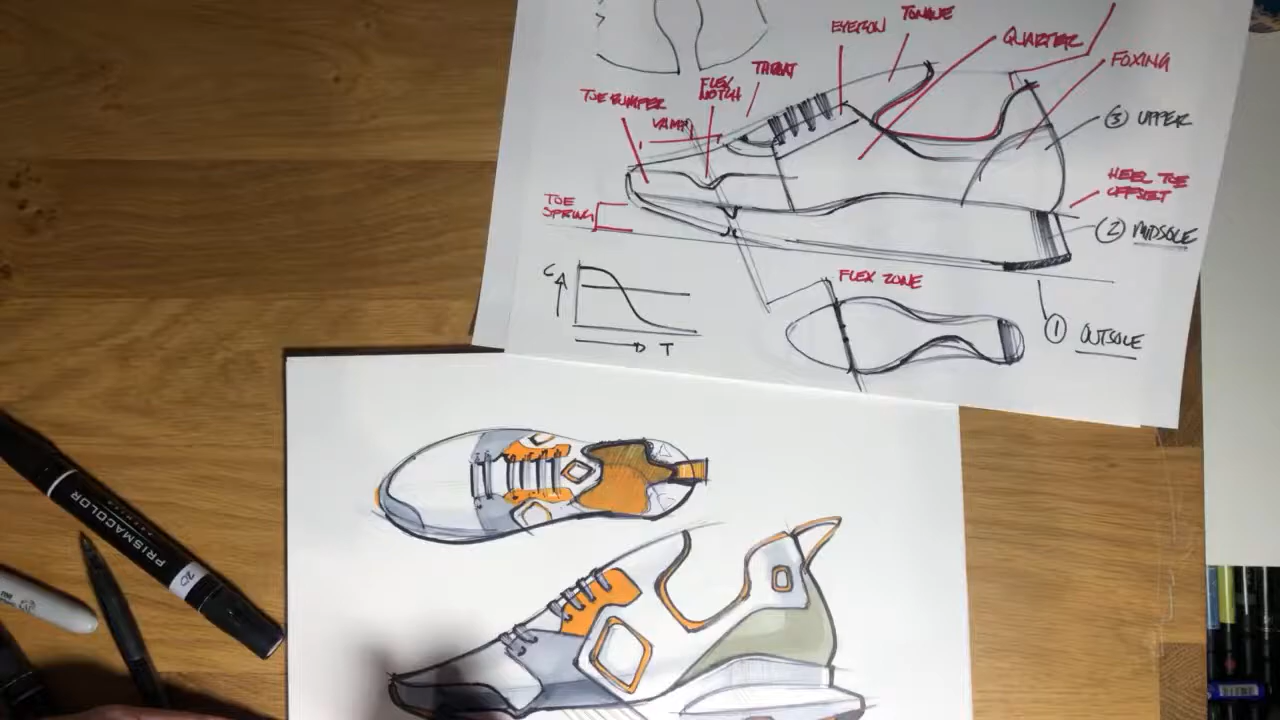 TONGUE
EYESTAY
QUARTER
FOXING
THROAT
FLEX
NOTCH
TOE BUMPER
VAMP
③ UPPER
HEEL TOE
OFFSET
TOE
SPRING
② MIDSOLE
C
T
FLEX ZONE
① OUTSOLE
PRISMACOLOR